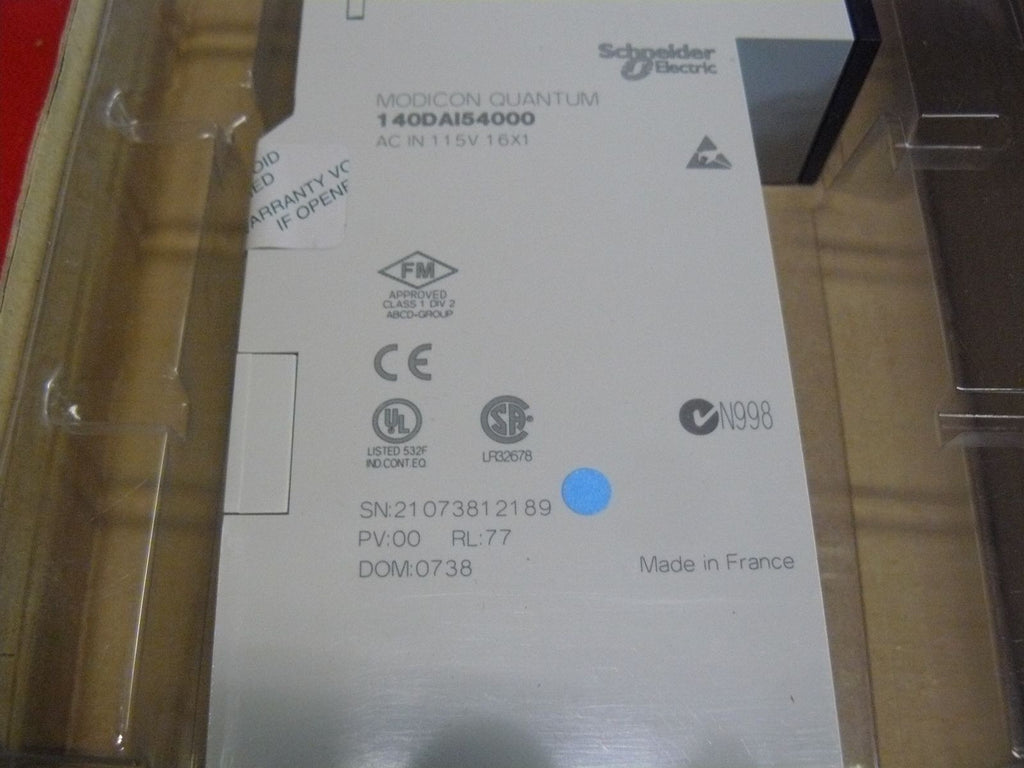 Schneider
Electric
MODICON QUANTUM
140DAI54000
AC IN 115V 16X1
OID
ED
ARRANTY VO
IF OPENE
FM
APPROVED
CLASS 1 DIV 2
ABCD-GROUP
CE
UL
LISTED 532F
IND.CONT.EQ.
SA
LR32678
N998
SN:21073812189
PV:00 RL:77
DOM:0738
Made in France